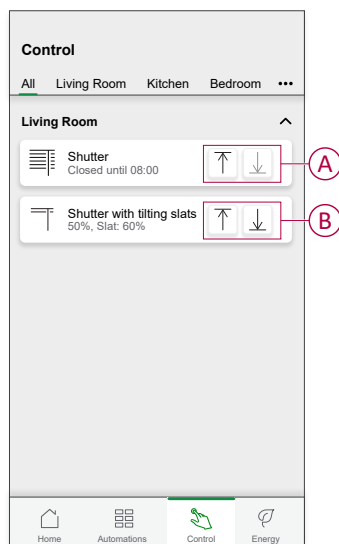 Control
All Living Room Kitchen Bedroom •••
Living Room
Shutter
Closed until 08:00
A
Shutter with tilting slats
50%, Slat: 60%
B
Home Automations Control Energy